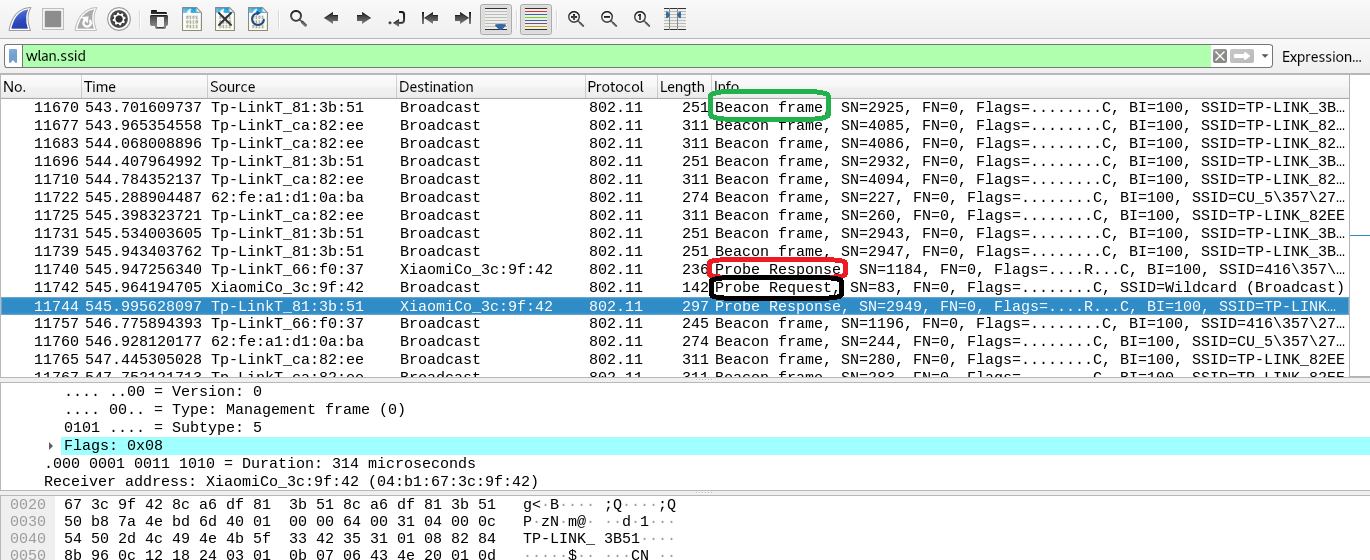 wlan.ssid Expression...
No. Time Source Destination Protocol Length Info
11670 543.701609737 Tp-LinkT_81:3b:51 Broadcast 802.11 251 Beacon frame, SN=2925, FN=0, Flags=........C, BI=100, SSID=TP-LINK_3B…
11677 543.965354558 Tp-LinkT_ca:82:ee Broadcast 802.11 311 Beacon frame, SN=4085, FN=0, Flags=........C, BI=100, SSID=TP-LINK_82…
11683 544.068008896 Tp-LinkT_ca:82:ee Broadcast 802.11 311 Beacon frame, SN=4086, FN=0, Flags=........C, BI=100, SSID=TP-LINK_82…
11696 544.407964992 Tp-LinkT_81:3b:51 Broadcast 802.11 251 Beacon frame, SN=2932, FN=0, Flags=........C, BI=100, SSID=TP-LINK_3B…
11710 544.784352137 Tp-LinkT_ca:82:ee Broadcast 802.11 311 Beacon frame, SN=4094, FN=0, Flags=........C, BI=100, SSID=TP-LINK_82…
11722 545.288904487 62:fe:a1:d1:0a:ba Broadcast 802.11 274 Beacon frame, SN=227, FN=0, Flags=........C, BI=100, SSID=CU_5\357\27…
11725 545.398323721 Tp-LinkT_ca:82:ee Broadcast 802.11 311 Beacon frame, SN=260, FN=0, Flags=........C, BI=100, SSID=TP-LINK_82EE
11731 545.534003605 Tp-LinkT_81:3b:51 Broadcast 802.11 251 Beacon frame, SN=2943, FN=0, Flags=........C, BI=100, SSID=TP-LINK_3B…
11739 545.943403762 Tp-LinkT_81:3b:51 Broadcast 802.11 251 Beacon frame, SN=2947, FN=0, Flags=........C, BI=100, SSID=TP-LINK_3B…
11740 545.947256340 Tp-LinkT_66:f0:37 XiaomiCo_3c:9f:42 802.11 236 Probe Response, SN=1184, FN=0, Flags=....R...C, BI=100, SSID=416\357\…
11742 545.964194705 XiaomiCo_3c:9f:42 Broadcast 802.11 142 Probe Request, SN=83, FN=0, Flags=........C, SSID=Wildcard (Broadcast)
11744 545.995628097 Tp-LinkT_81:3b:51 XiaomiCo_3c:9f:42 802.11 297 Probe Response, SN=2949, FN=0, Flags=....R...C, BI=100, SSID=TP-LINK…
11757 546.775894393 Tp-LinkT_66:f0:37 Broadcast 802.11 245 Beacon frame, SN=1196, FN=0, Flags=........C, BI=100, SSID=416\357\27…
11760 546.928120177 62:fe:a1:d1:0a:ba Broadcast 802.11 274 Beacon frame, SN=244, FN=0, Flags=........C, BI=100, SSID=CU_5\357\27…
11765 547.445305028 Tp-LinkT_ca:82:ee Broadcast 802.11 311 Beacon frame, SN=280, FN=0, Flags=........C, BI=100, SSID=TP-LINK_82EE
11767 547.752121713 Tp-LinkT_ca:82:ee Broadcast 802.11 311 Beacon frame, SN=283, FN=0, Flags=........C, BI=100, SSID=TP-LINK_82EE
.... ..00 = Version: 0
.... 00.. = Type: Management frame (0)
0101 .... = Subtype: 5
Flags: 0x08
.000 0001 0011 1010 = Duration: 314 microseconds
Receiver address: XiaomiCo_3c:9f:42 (04:b1:67:3c:9f:42)
0020 67 3c 9f 42 8c a6 df 81 3b 51 8c a6 df 81 3b 51 g<·B···· ;Q····;Q
0030 50 b8 7a 4e bd 6d 40 01 00 00 64 00 31 04 00 0c P·zN·m@· ··d·1···
0040 54 50 2d 4c 49 4e 4b 5f 33 42 35 31 01 08 82 84 TP-LINK_ 3B51····
0050 8b 96 0c 12 18 24 03 01 0b 07 06 43 4e 20 01 0d ·····$·· ···CN ··